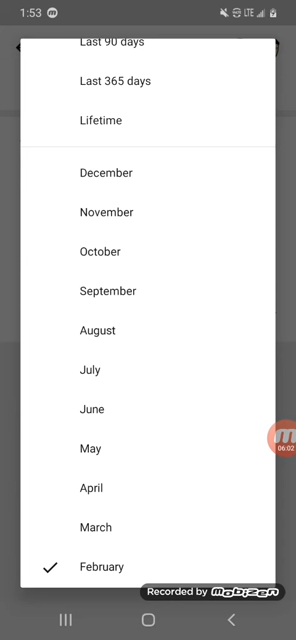 1:53
LTE
Last 90 days
Last 365 days
Lifetime
December
November
October
September
August
July
June
May
April
March
February
06:02
Recorded by mobizen